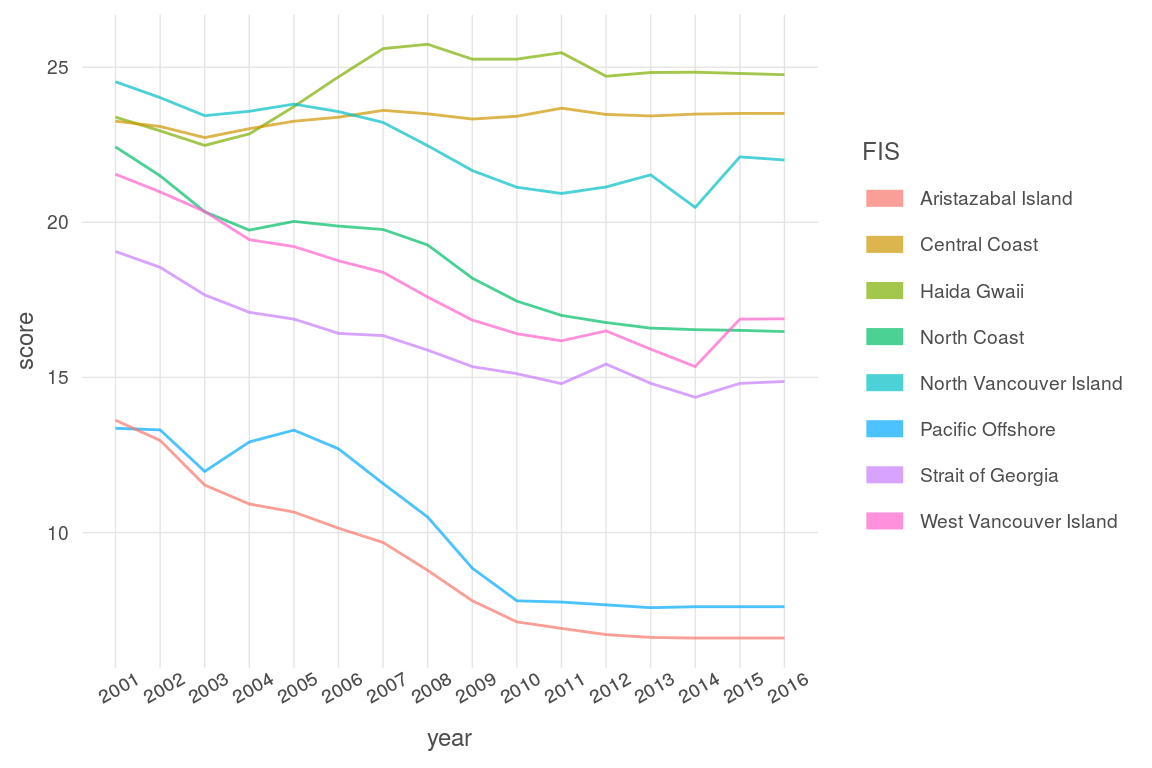 25
20
15
10
score
2001 2002 2003 2004 2005 2006 2007 2008 2009 2010 2011 2012 2013 2014 2015 2016
year
FIS
Aristazabal Island
Central Coast
Haida Gwaii
North Coast
North Vancouver Island
Pacific Offshore
Strait of Georgia
West Vancouver Island